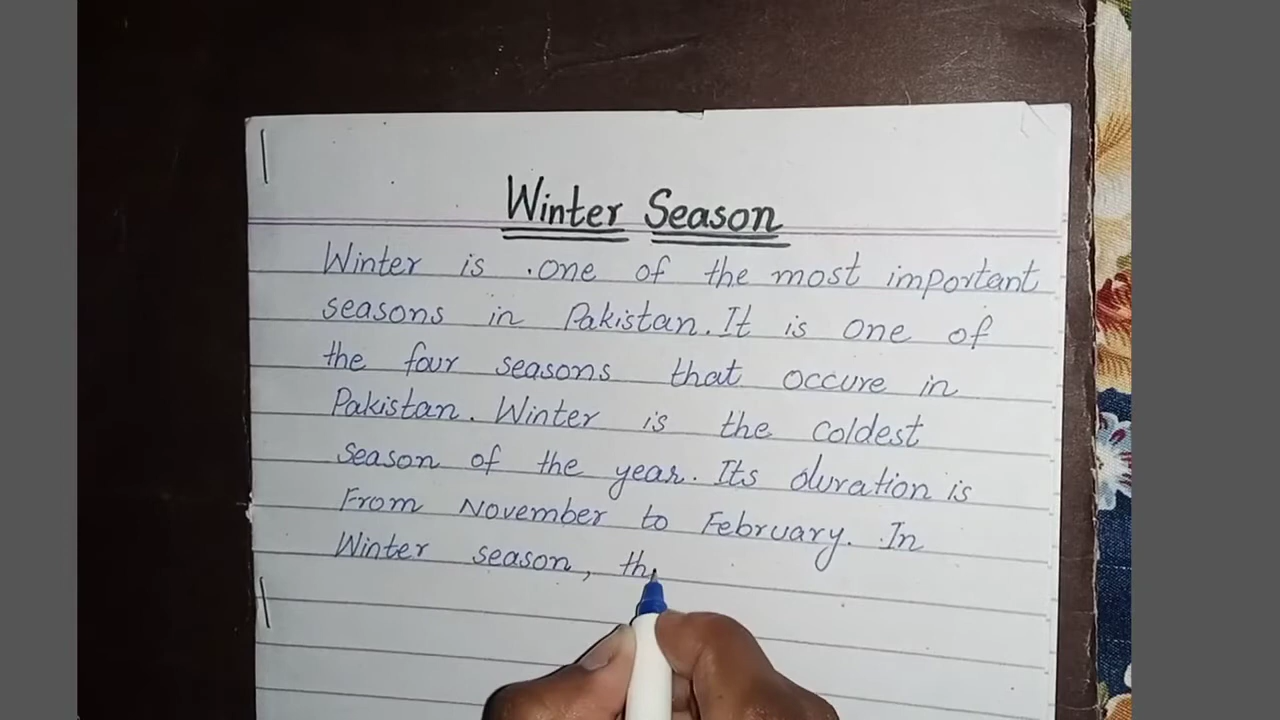 Winter Season
Winter is .one of the most important
seasons in Pakistan. It is one of
the four seasons that occure in
Pakistan. Winter is the coldest
season of the year. Its duration is
From November to February. In
Winter season, th